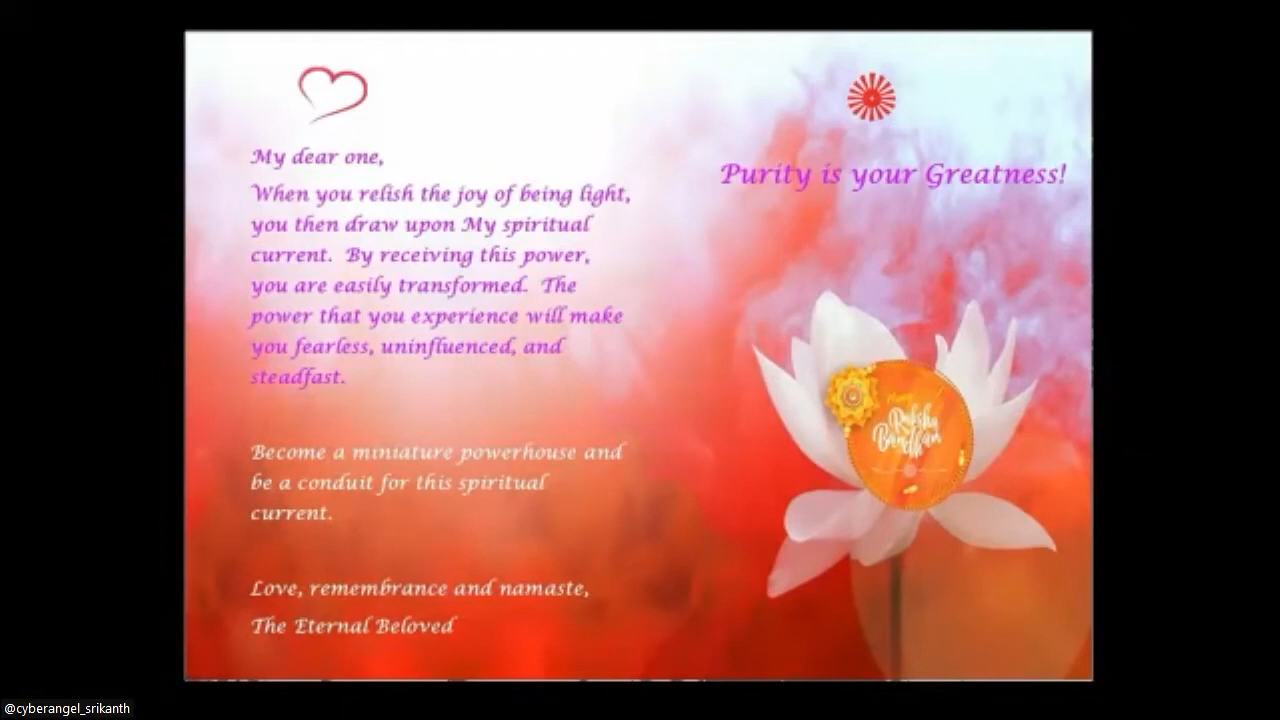 My dear one,
When you relish the joy of being light,
you then draw upon My spiritual
current. By receiving this power,
you are easily transformed. The
power that you experience will make
you fearless, uninfluenced, and
steadfast.
Become a miniature powerhouse and
be a conduit for this spiritual
current.
Love, remembrance and namaste,
The Eternal Beloved
Purity is your Greatness!
Raksha
Bandhan
@cyberangel_srikanth